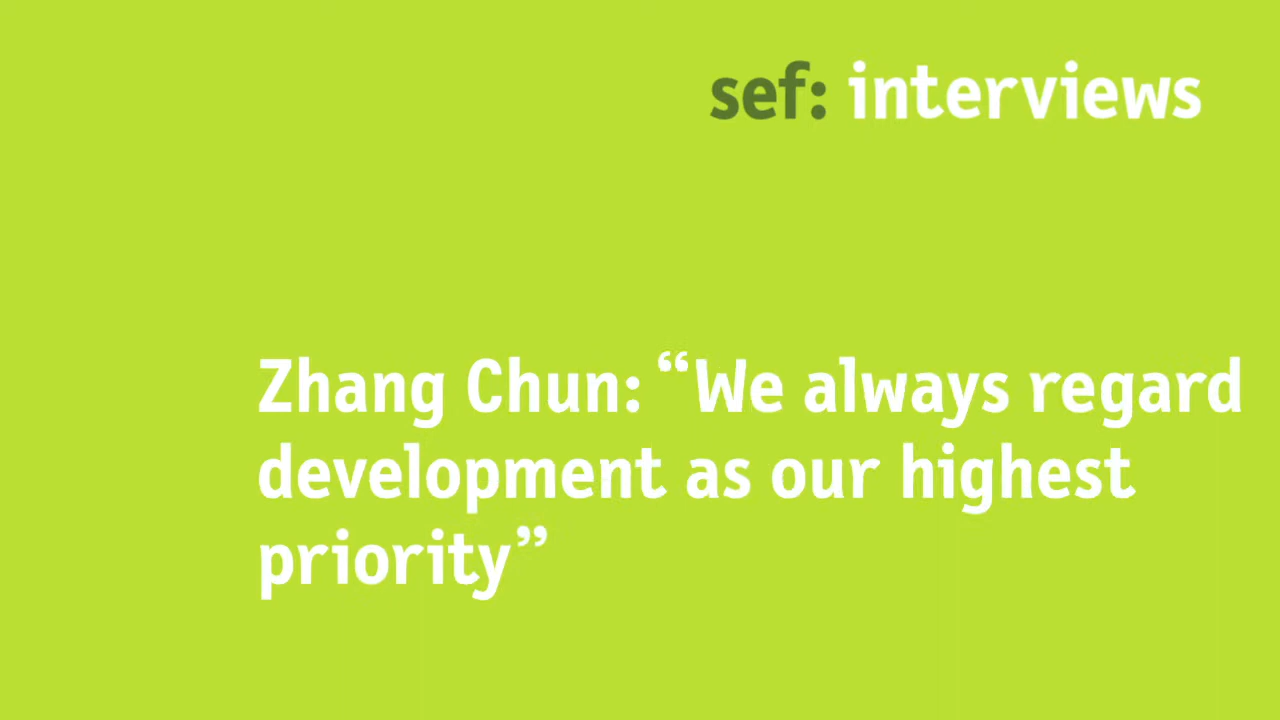 sef: interviews
Zhang Chun: “We always regard
development as our highest
priority”